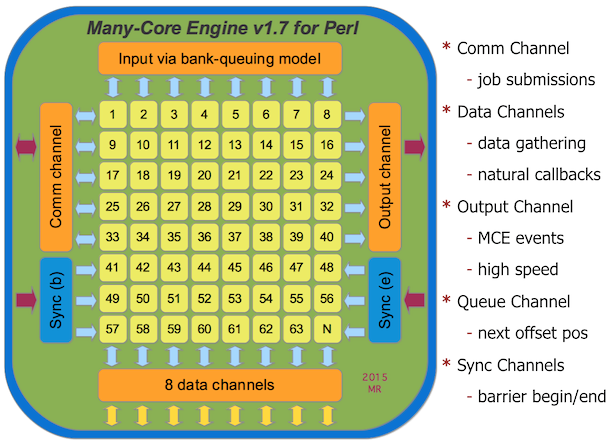 Many-Core Engine v1.7 for Perl
Input via bank-queuing model
1 2 3 4 5 6 7 8
9 10 11 12 13 14 15 16
17 18 19 20 21 22 23 24
25 26 27 28 29 30 31 32
33 34 35 36 37 38 39 40
41 42 43 44 45 46 47 48
49 50 51 52 53 54 55 56
57 58 59 60 61 62 63 N
Comm channel
Sync (b)
Output channel
Sync (e)
8 data channels
2015
MR
* Comm Channel
- job submissions
* Data Channels
- data gathering
- natural callbacks
* Output Channel
- MCE events
- high speed
* Queue Channel
- next offset pos
* Sync Channels
- barrier begin/end